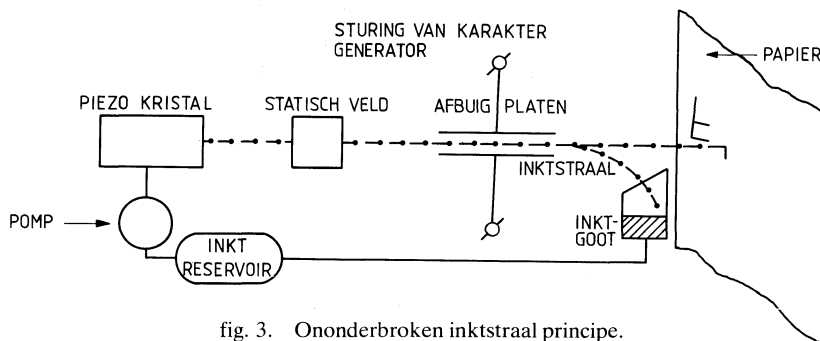 STURING VAN KARAKTER
GENERATOR
PAPIER
PIEZO KRISTAL
STATISCH VELD
AFBUIG PLATEN
INKTSTRAAL
POMP
INKT-
GOOT
INKT
RESERVOIR
fig. 3. Ononderbroken inktstraal principe.